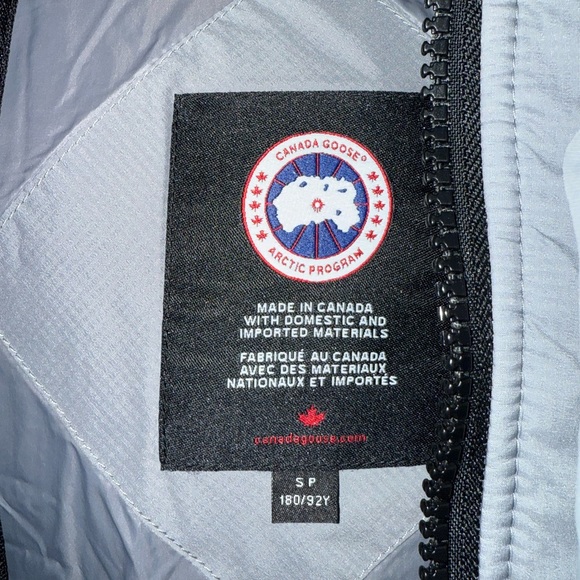 CANADA GOOSE®
ARCTIC PROGRAM
MADE IN CANADA
WITH DOMESTIC AND
IMPORTED MATERIALS
FABRIQUÉ AU CANADA
AVEC DES MATERIAUX
NATIONAUX ET IMPORTÉS
canadagoose.com
S P
180/92Y